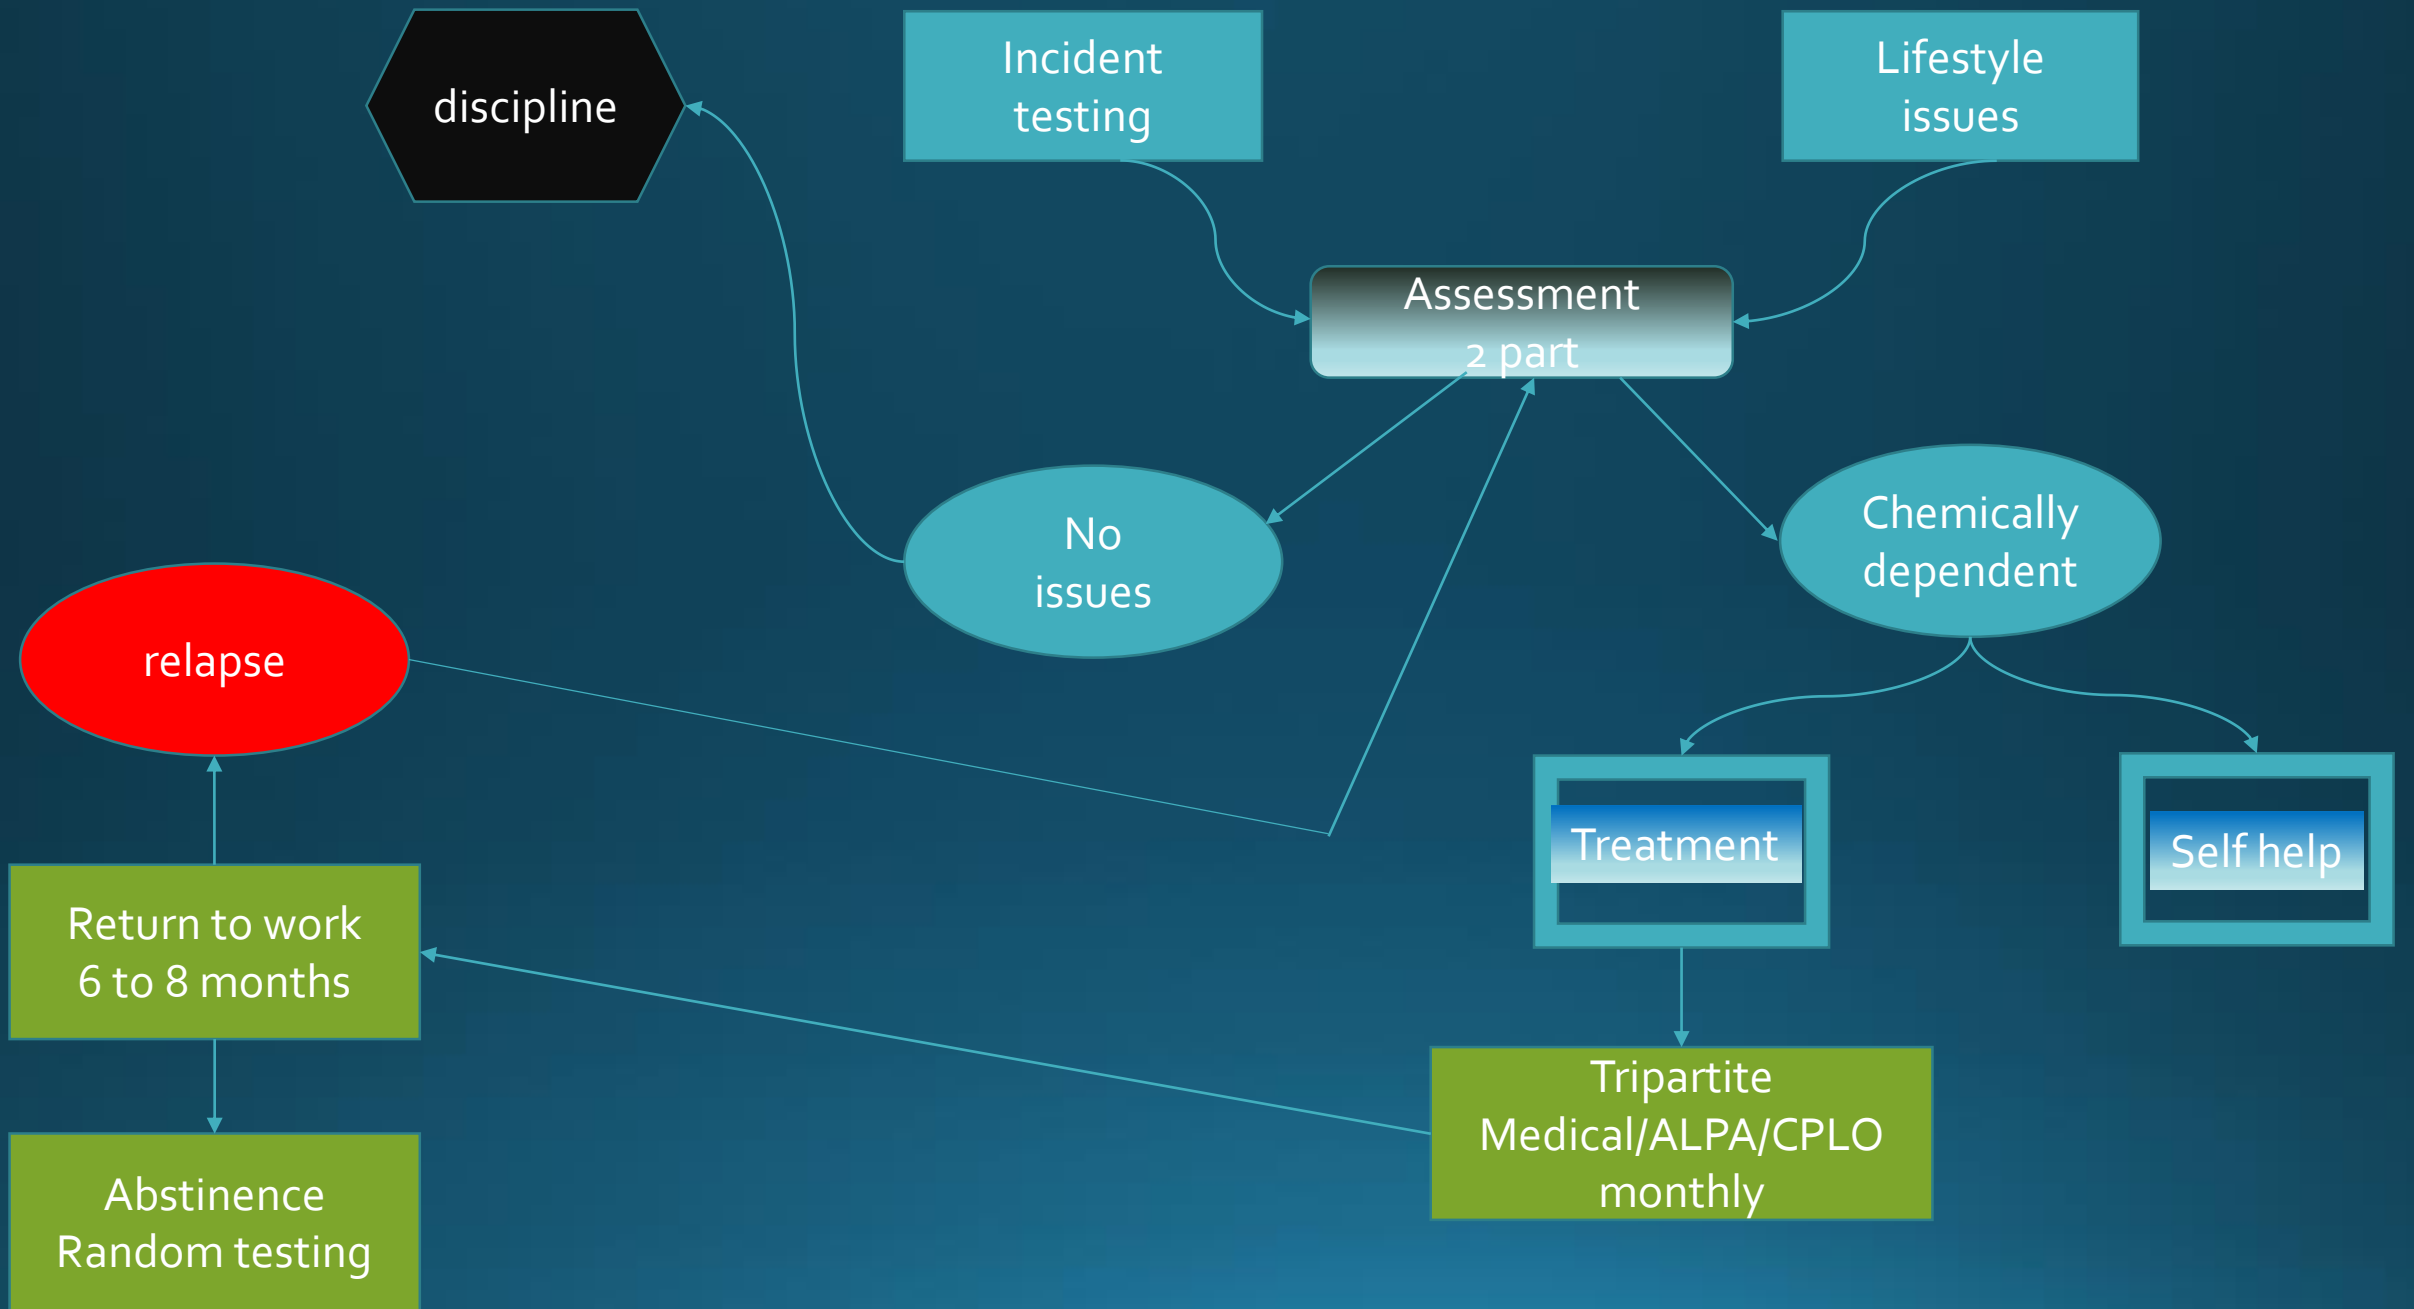 discipline
Incident
testing
Lifestyle
issues
Assessment
2 part
No
issues
Chemically
dependent
relapse
Treatment
Self help
Return to work
6 to 8 months
Tripartite
Medical/ALPA/CPLO
monthly
Abstinence
Random testing